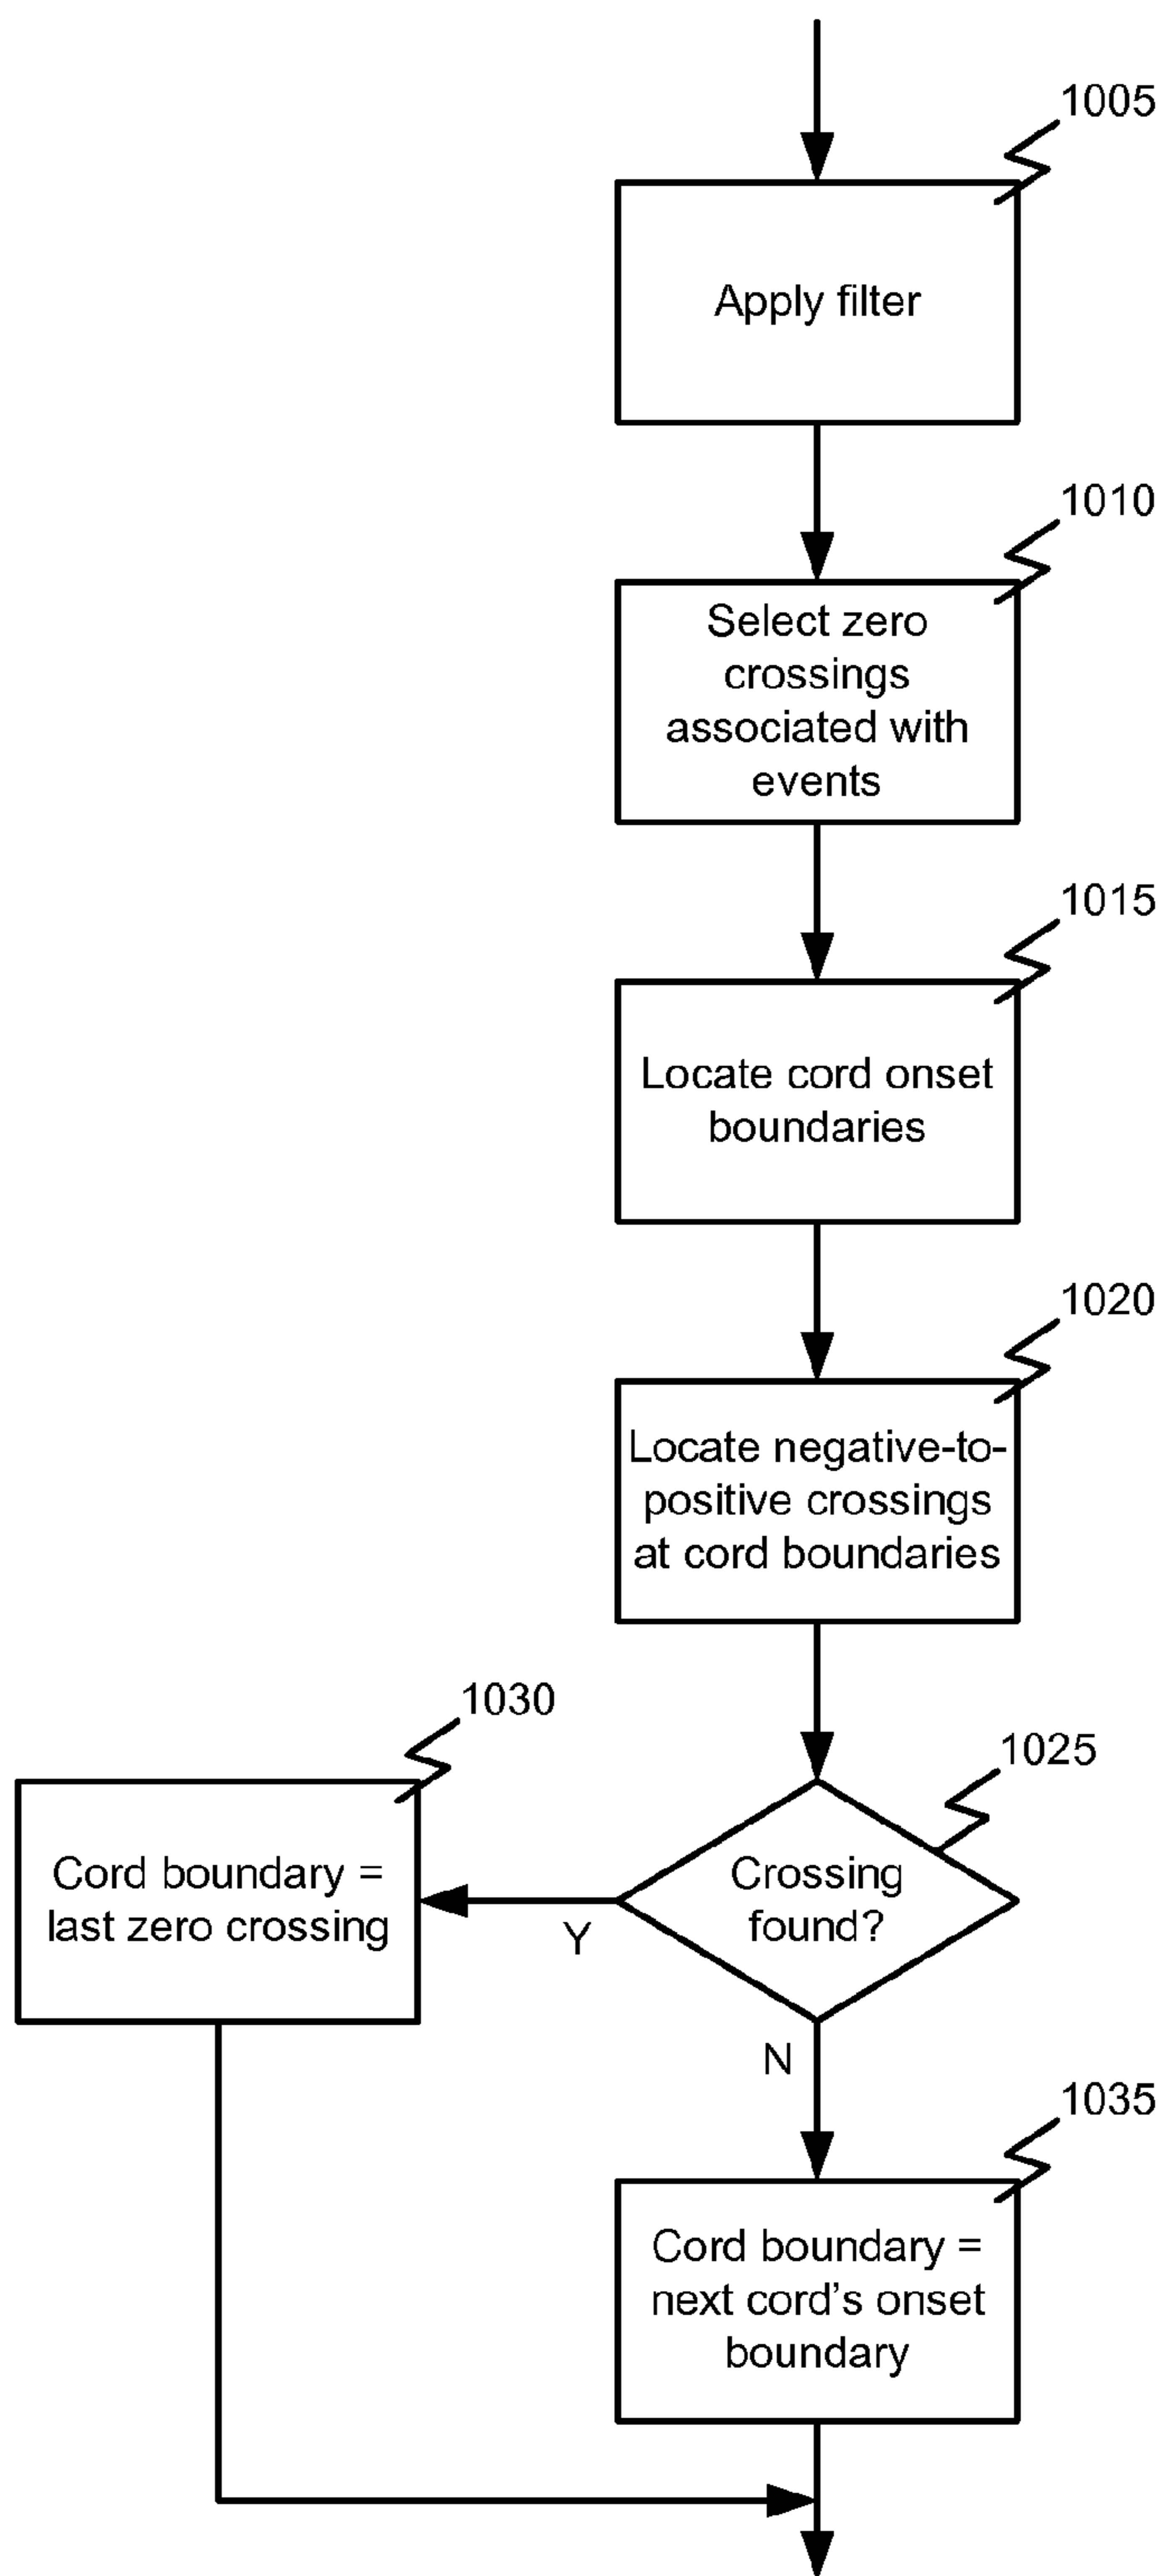 1005
Apply filter
1010
Select zero
crossings
associated with
events
1015
Locate cord onset
boundaries
1020
Locate negative-to-
positive crossings
at cord boundaries
1030
1025
Cord boundary =
last zero crossing
Crossing
found?
Y
N
1035
Cord boundary =
next cord's onset
boundary